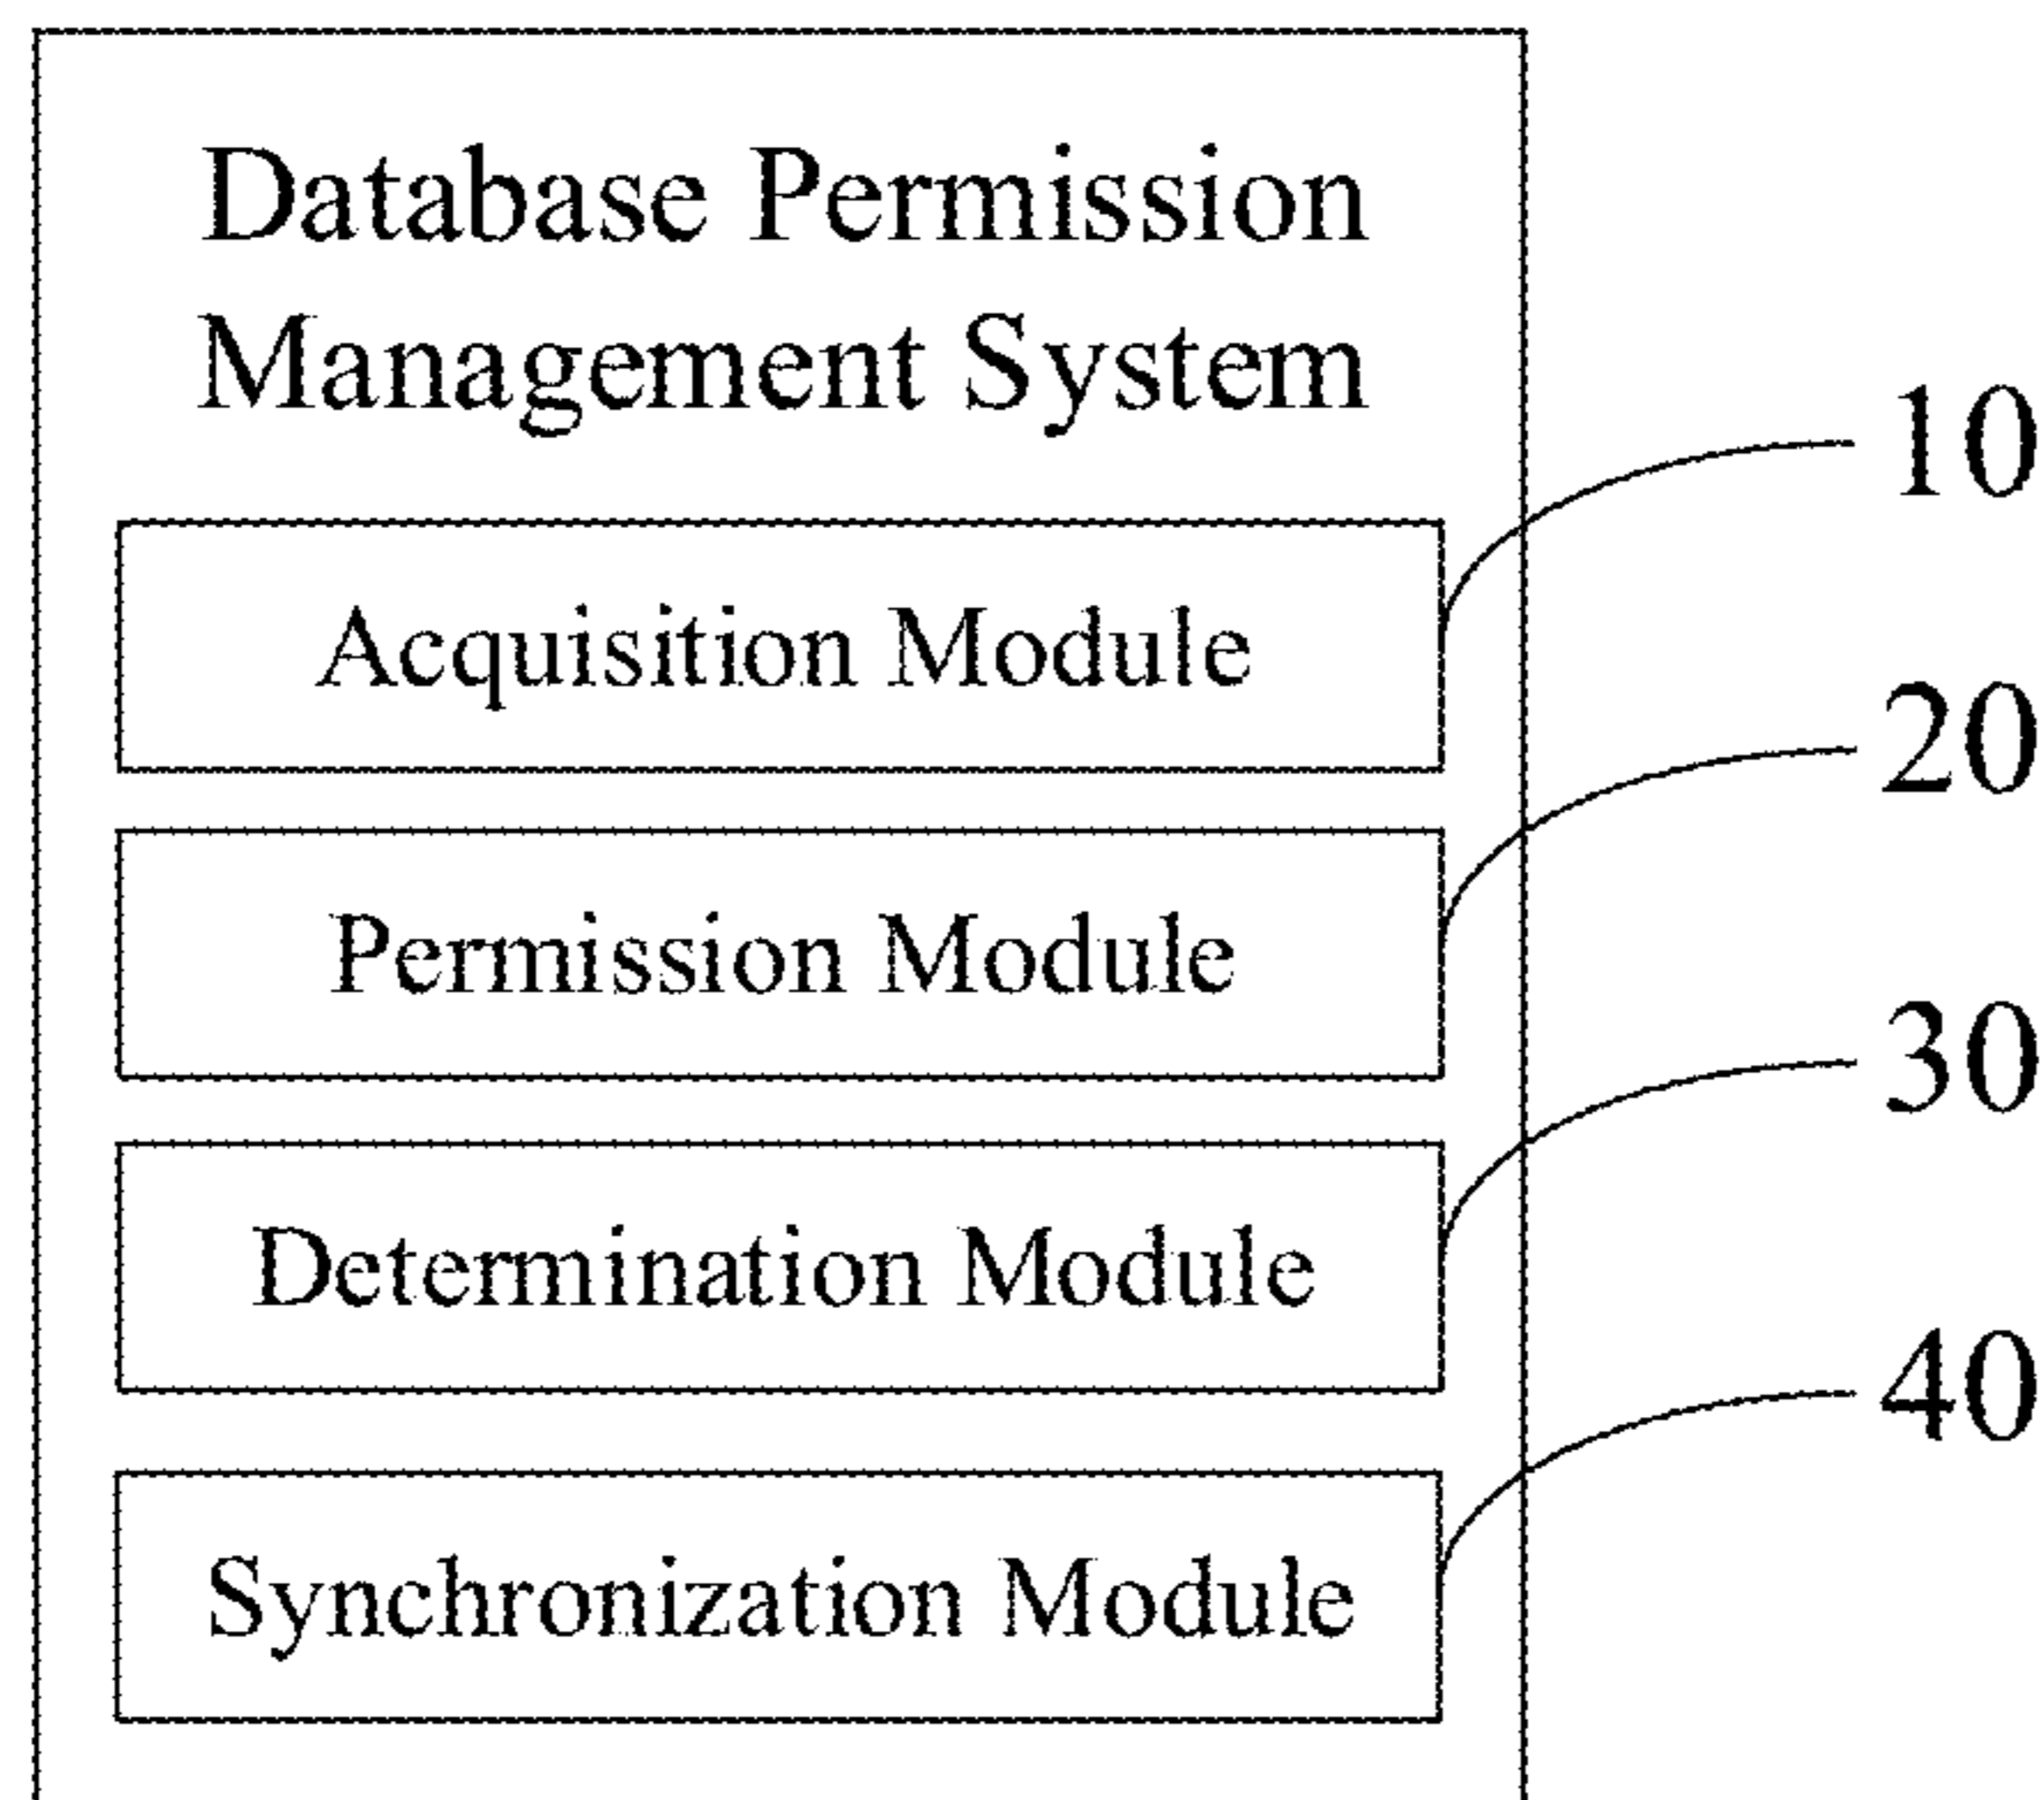 Database Permission
Management System
10
Acquisition Module
20
Permission Module
30
Determination Module
40
Synchronization Module